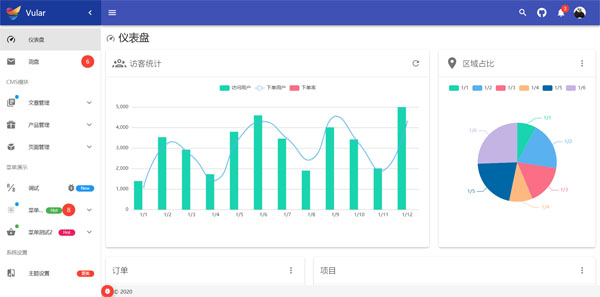 Vular
3
仪表盘
仪表盘
询盘
6
访客统计
区域占比
CMS模块
访问用户
下单用户
下单率
1/1
1/2
1/3
1/4
1/5
1/6
文章管理
产品管理
页面管理
5,000
4,000
3,000
2,000
1,000
0
1/1
1/2
1/3
1/4
1/5
1/6
1/7
1/8
1/9
1/10
1/11
1/12
1/1
1/2
1/3
1/4
1/5
1/6
菜单演示
测试
New
菜单...
Hot
8
菜单测试2
Hot
系统设置
主题设置
订单
项目
© 2020